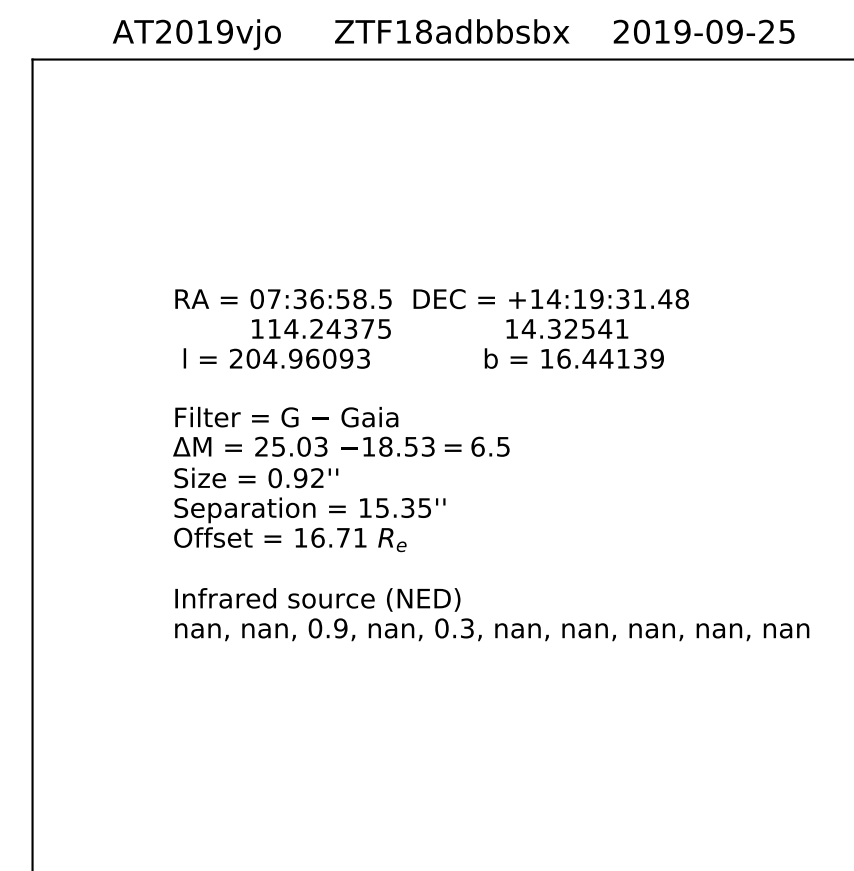 AT2019vjo ZTF18adbbsbx 2019-09-25
RA = 07:36:58.5 DEC = +14:19:31.48
114.24375 14.32541
l = 204.96093 b = 16.44139
Filter = G − Gaia
ΔM = 25.03 −18.53 = 6.5
Size = 0.92''
Separation = 15.35''
Offset = 16.71 Rₑ
Infrared source (NED)
nan, nan, 0.9, nan, 0.3, nan, nan, nan, nan, nan